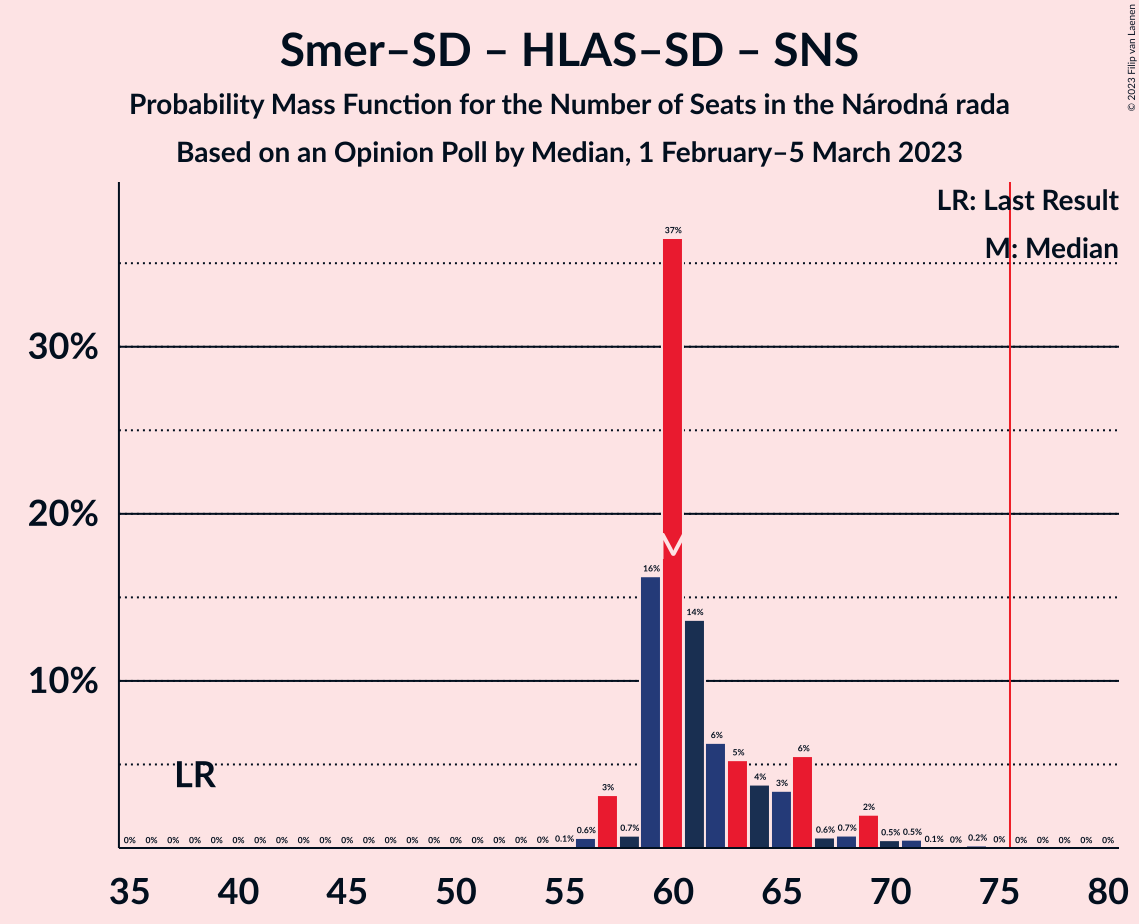 Smer–SD – HLAS–SD – SNS
Probability Mass Function for the Number of Seats in the Národná rada
Based on an Opinion Poll by Median, 1 February–5 March 2023
© 2023 Filip van Laenen
LR: Last Result
M: Median
30%
20%
10%
LR
M
0% 0% 0% 0% 0% 0% 0% 0% 0% 0% 0% 0% 0% 0% 0% 0% 0% 0% 0% 0% 0.1% 0.6% 3% 0.7% 16% 37% 14% 6% 5% 4% 3% 6% 0.6% 0.7% 2% 0.5% 0.5% 0.1% 0% 0.2% 0% 0% 0% 0% 0% 0%
35 40 45 50 55 60 65 70 75 80